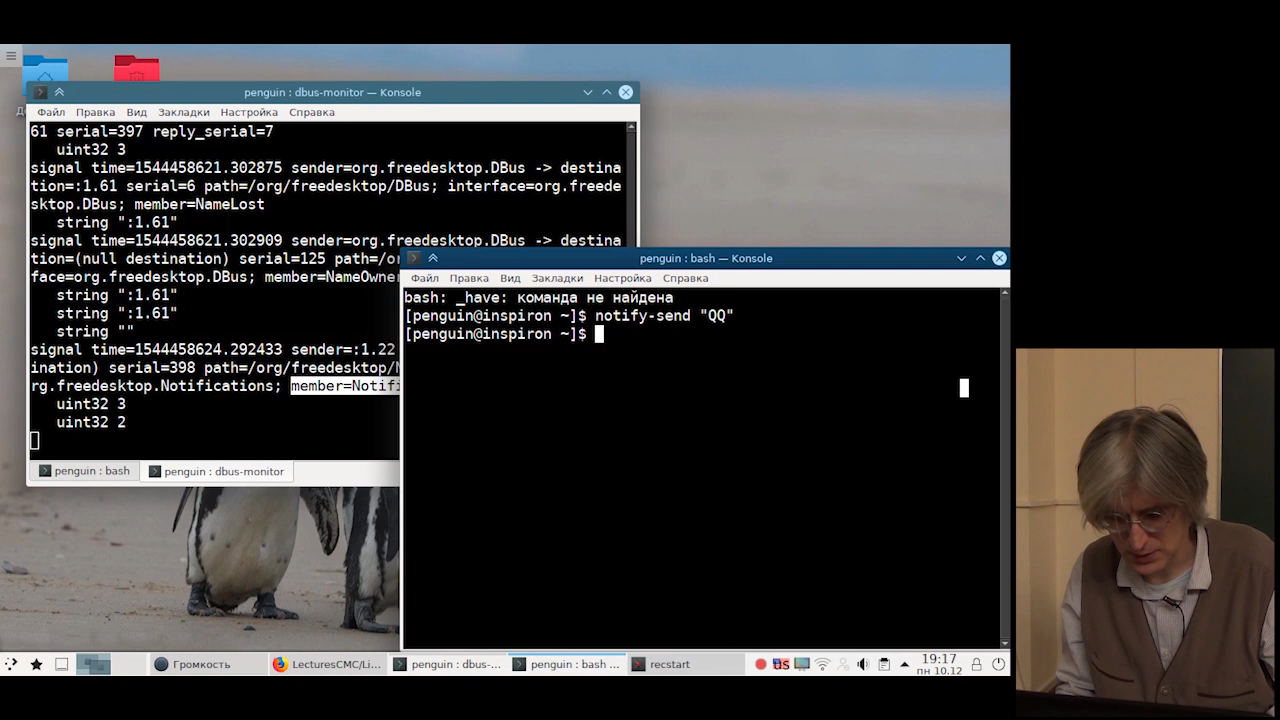 penguin : dbus-monitor — Konsole
Файл Правка Вид Закладки Настройка Справка
61 serial=397 reply_serial=7
uint32 3
signal time=1544458621.302875 sender=org.freedesktop.DBus -> destina
tion=:1.61 serial=6 path=/org/freedesktop/DBus; interface=org.freede
sktop.DBus; member=NameLost
string ":1.61"
signal time=1544458621.302909 sender=org.freedesktop.DBus -> destina
tion=(null destination) serial=125 path=/or
face=org.freedesktop.DBus; member=NameOwne
string ":1.61"
string ":1.61"
string ""
signal time=1544458624.292433 sender=:1.22
ination) serial=398 path=/org/freedesktop/N
rg.freedesktop.Notifications; member=Notifi
uint32 3
uint32 2
penguin : bash penguin : dbus-monitor
penguin : bash — Konsole
Файл Правка Вид Закладки Настройка Справка
bash: _have: команда не найдена
[penguin@inspiron ~]$ notify-send "QQ"
[penguin@inspiron ~]$
Громкость LecturesCMC/Li... penguin : dbus-... penguin : bash ... recstart US 19:17
пн 10.12